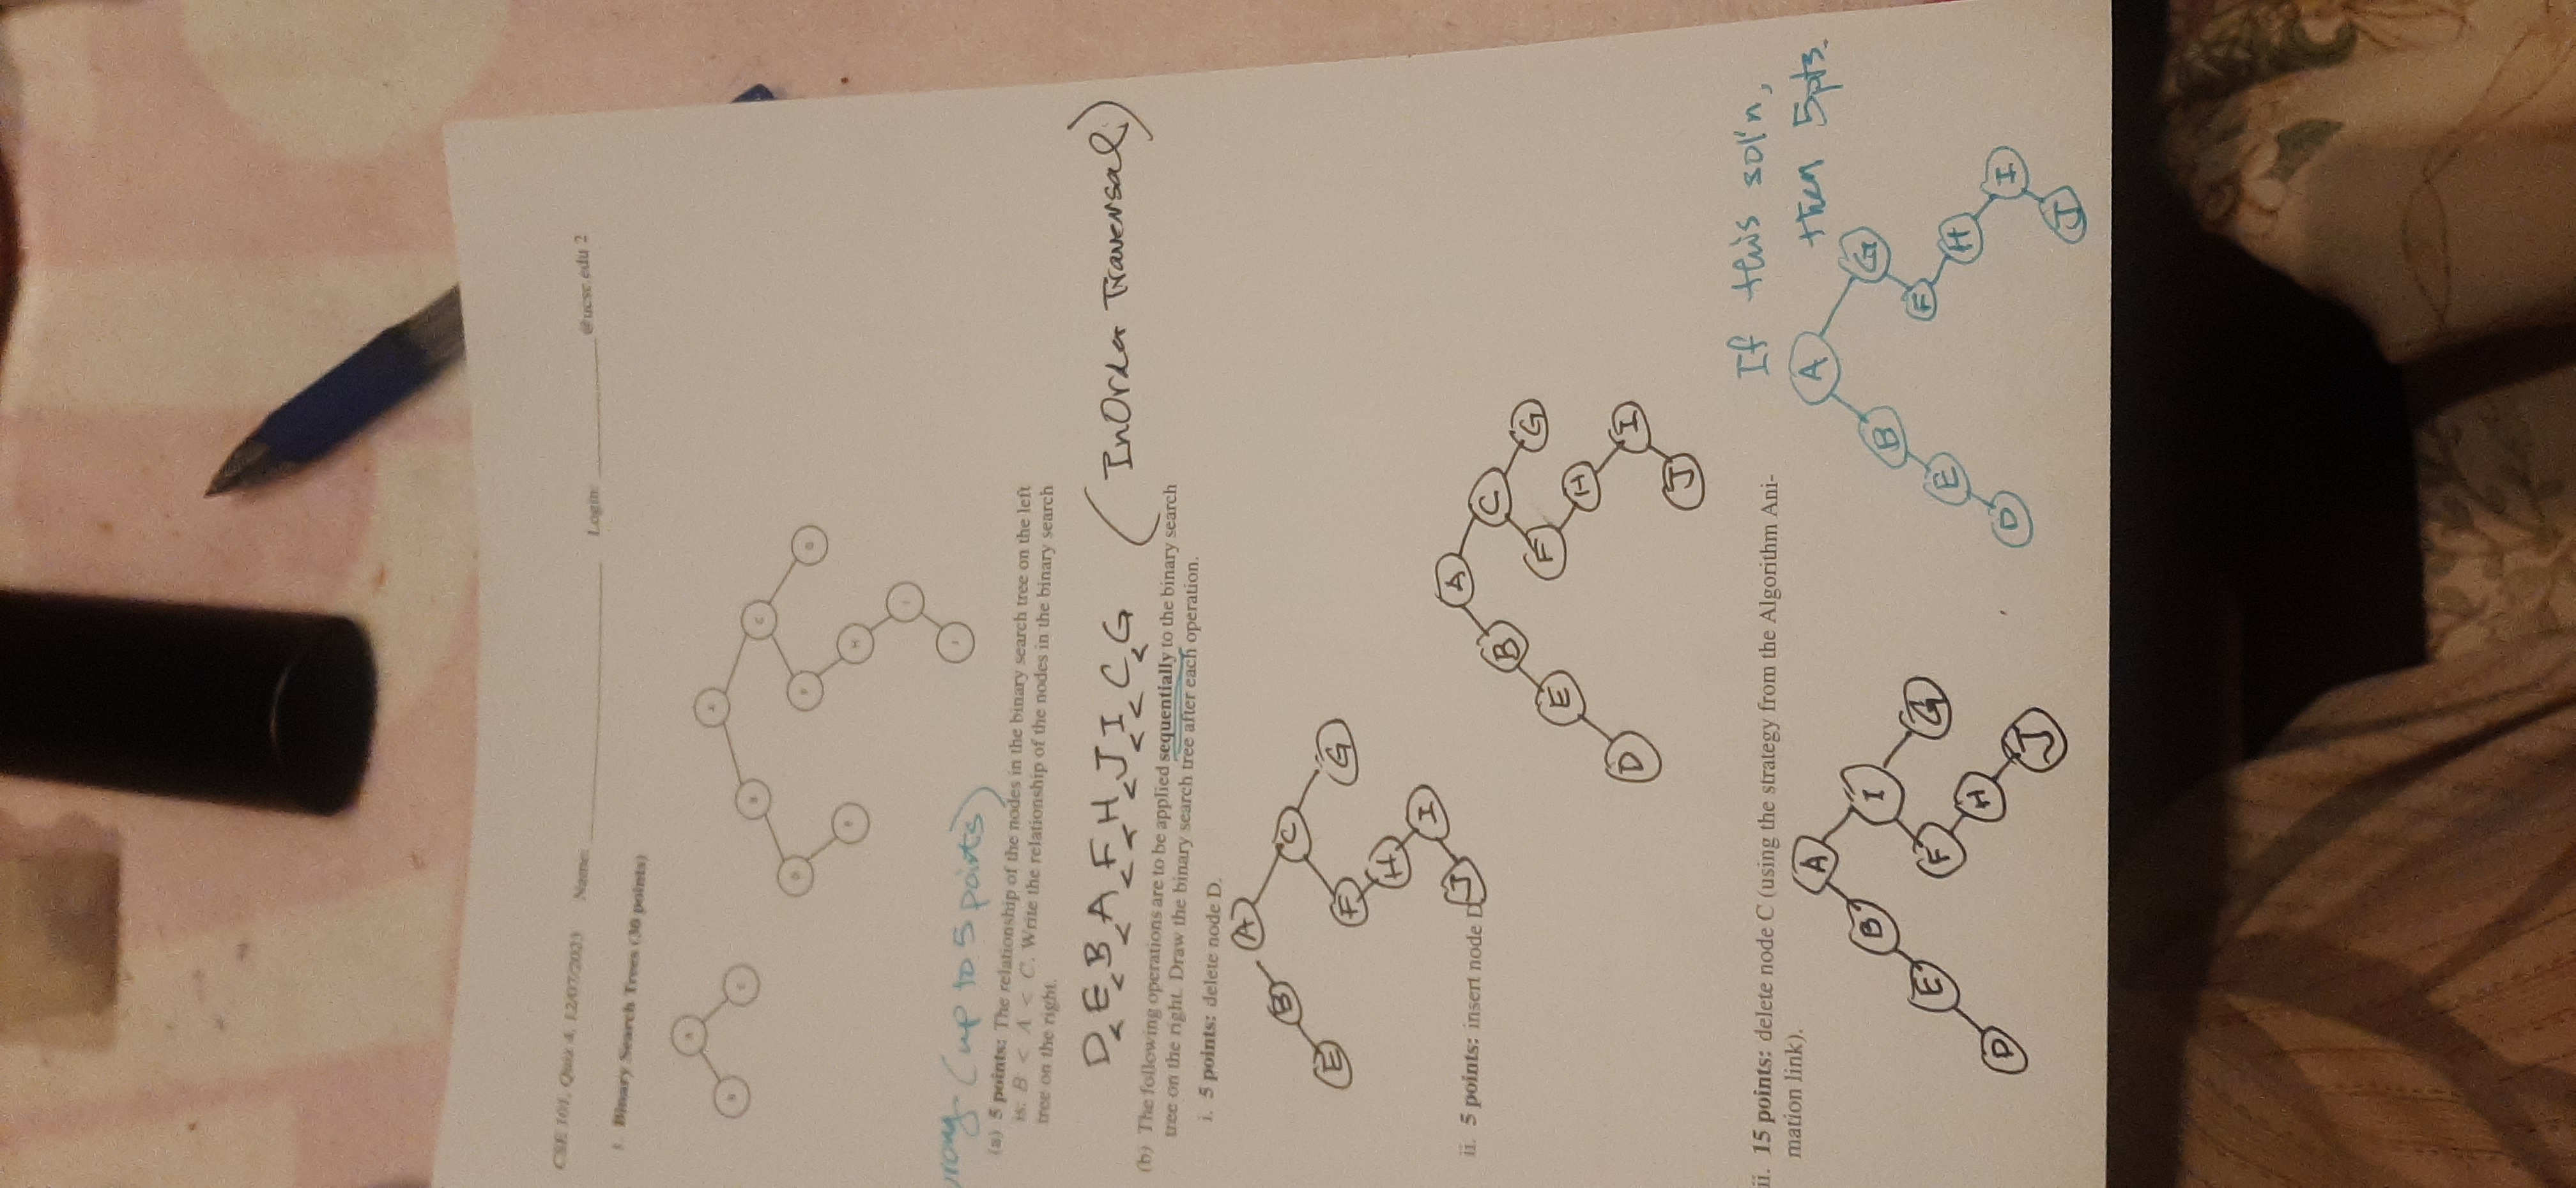 CSE 101, Quiz 4, 12/07/2023 Name: Login: @ucsc.edu 2
1. Binary Search Trees (30 points)
A
B
C
A
B
C
D
F
G
E
H
I
J
(up to 5 points)
(a) 5 points: The relationship of the nodes in the binary search tree on the left
is: B < A < C. Write the relationship of the nodes in the binary search
tree on the right.
D < E < B < A < F < H < J < I < C < G (InOrder Traversal)
(b) The following operations are to be applied sequentially to the binary search
tree on the right. Draw the binary search tree after each operation.
i. 5 points: delete node D.
A
B
C
E
F
G
H
I
J
ii. 5 points: insert node D
A
B
C
G
E
F
H
D
I
J
ii. 15 points: delete node C (using the strategy from the Algorithm Ani-
mation link).
If this sol'n,
then 5pts.
A
B
I
E
F
G
D
H
J
A
B
G
E
F
H
D
I
J